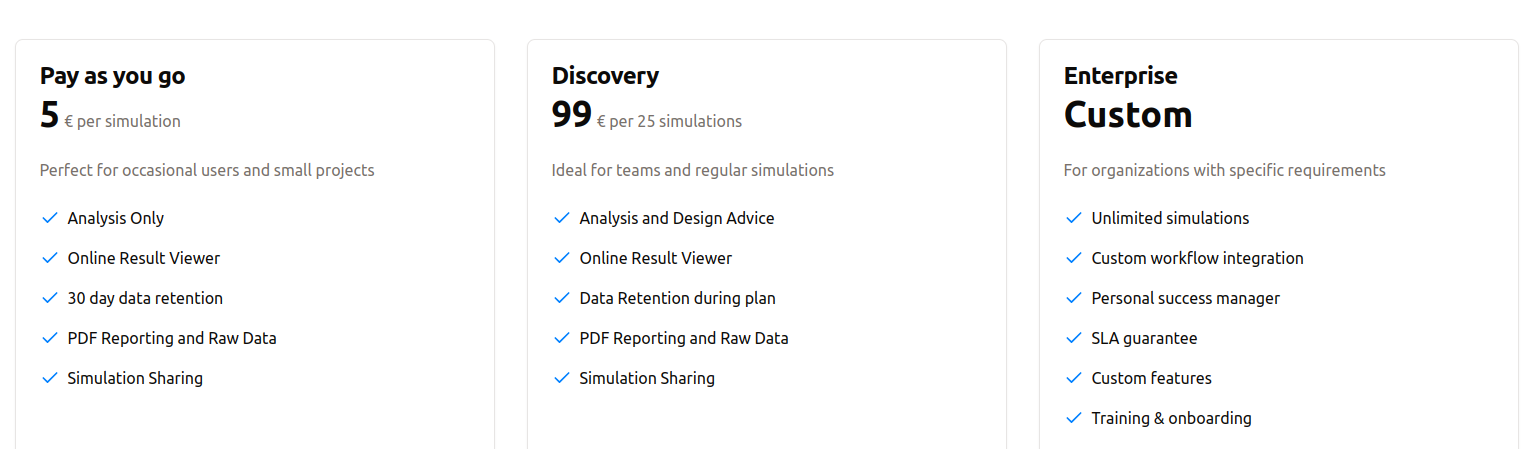 Pay as you go
5 € per simulation
Perfect for occasional users and small projects
Analysis Only
Online Result Viewer
30 day data retention
PDF Reporting and Raw Data
Simulation Sharing
Discovery
99 € per 25 simulations
Ideal for teams and regular simulations
Analysis and Design Advice
Online Result Viewer
Data Retention during plan
PDF Reporting and Raw Data
Simulation Sharing
Enterprise
Custom
For organizations with specific requirements
Unlimited simulations
Custom workflow integration
Personal success manager
SLA guarantee
Custom features
Training & onboarding